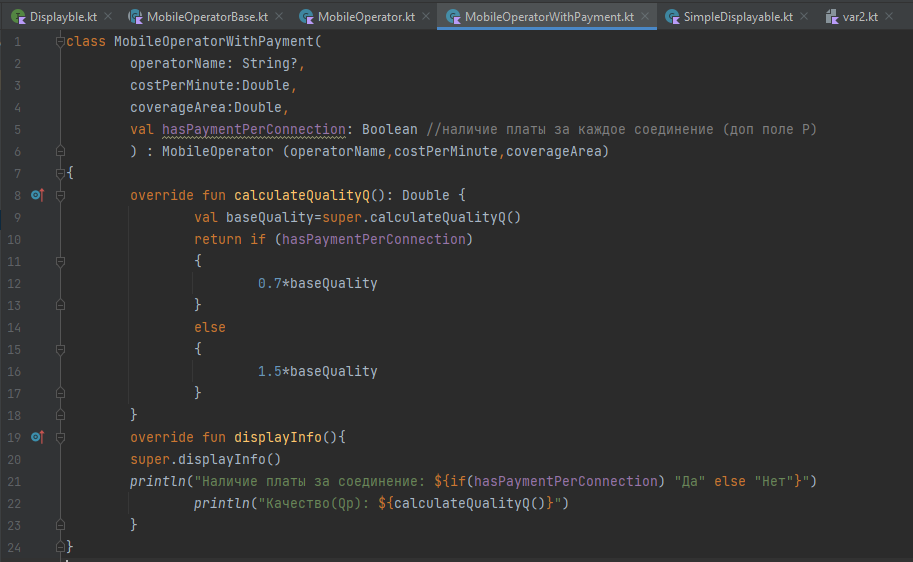 Displayble.kt MobileOperatorBase.kt MobileOperator.kt MobileOperatorWithPayment.kt SimpleDisplayable.kt var2.kt
1 class MobileOperatorWithPayment(
2 operatorName: String?,
3 costPerMinute:Double,
4 coverageArea:Double,
5 val hasPaymentPerConnection: Boolean //наличие платы за каждое соединение (доп поле P)
6 ) : MobileOperator (operatorName,costPerMinute,coverageArea)
7 {
8 override fun calculateQualityQ(): Double {
9 val baseQuality=super.calculateQualityQ()
10 return if (hasPaymentPerConnection)
11 {
12 0.7*baseQuality
13 }
14 else
15 {
16 1.5*baseQuality
17 }
18 }
19 override fun displayInfo(){
20 super.displayInfo()
21 println("Наличие платы за соединение: ${if(hasPaymentPerConnection) "Да" else "Нет"}")
22 println("Качество(Qp): ${calculateQualityQ()}")
23 }
24 }